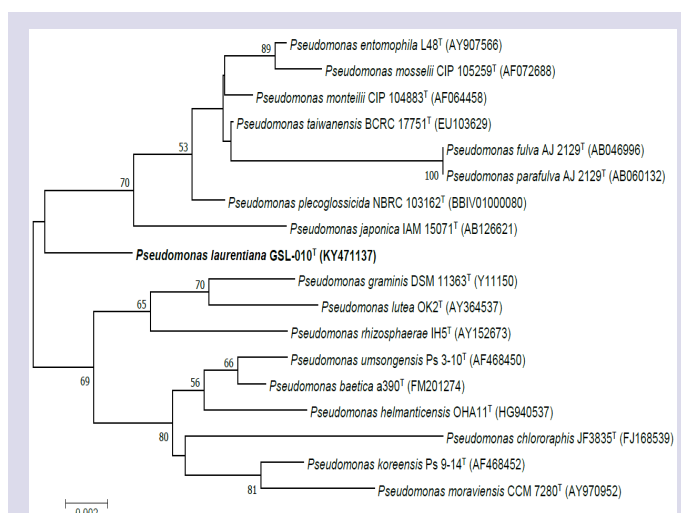 89
Pseudomonas entomophila L48T (AY907566)
Pseudomonas mosselii CIP 105259T (AF072688)
Pseudomonas monteilii CIP 104883T (AF064458)
Pseudomonas taiwanensis BCRC 17751T (EU103629)
53
Pseudomonas fulva AJ 2129T (AB046996)
100
Pseudomonas parafulva AJ 2129T (AB060132)
70
Pseudomonas plecoglossicida NBRC 103162T (BBIV01000080)
Pseudomonas japonica IAM 15071T (AB126621)
Pseudomonas laurentiana GSL-010T (KY471137)
70
Pseudomonas graminis DSM 11363T (Y11150)
65
Pseudomonas lutea OK2T (AY364537)
Pseudomonas rhizosphaerae IH5T (AY152673)
66
Pseudomonas umsongensis Ps 3-10T (AF468450)
69
56
Pseudomonas baetica a390T (FM201274)
Pseudomonas helmanticensis OHA11T (HG940537)
80
Pseudomonas chlororaphis JF3835T (FJ168539)
Pseudomonas koreensis Ps 9-14T (AF468452)
81
Pseudomonas moraviensis CCM 7280T (AY970952)
0.002